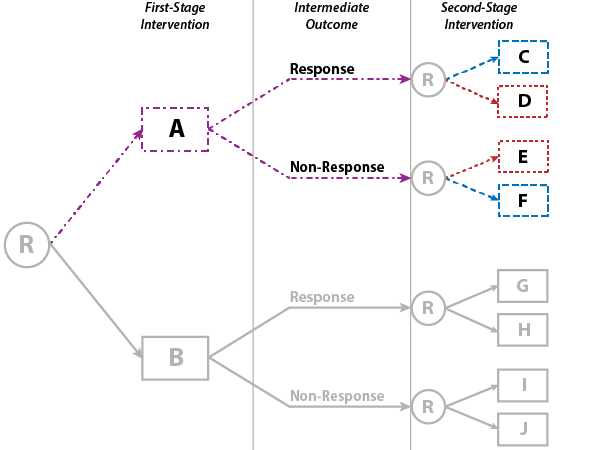 First-Stage
Intervention
Intermediate
Outcome
Second-Stage
Intervention
Response
R
C
D
A
Non-Response
R
E
F
R
Response
R
G
H
B
Non-Response
R
I
J